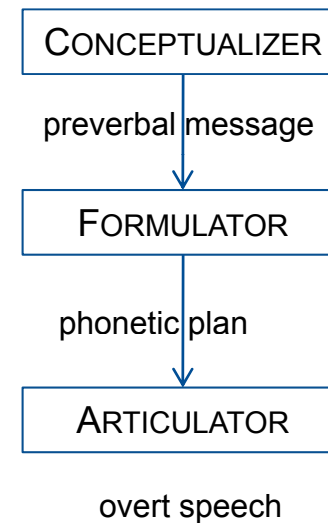 CONCEPTUALIZER
preverbal message
FORMULATOR
phonetic plan
ARTICULATOR
overt speech